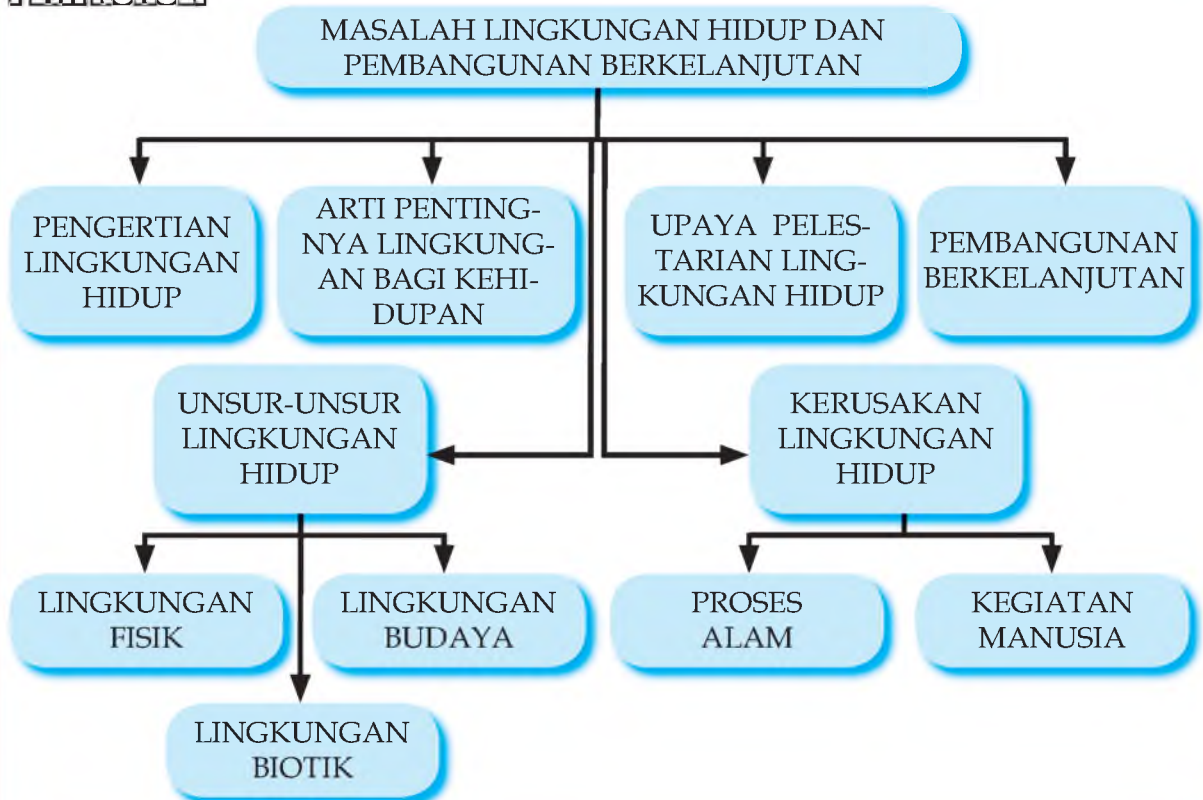 MASALAH LINGKUNGAN HIDUP DAN
PEMBANGUNAN BERKELANJUTAN
PENGERTIAN
LINGKUNGAN
HIDUP
ARTI PENTING-
NYA LINGKUNG-
AN BAGI KEHI-
DUPAN
UPAYA PELES-
TARIAN LING-
KUNGAN HIDUP
PEMBANGUNAN
BERKELANJUTAN
UNSUR-UNSUR
LINGKUNGAN
HIDUP
KERUSAKAN
LINGKUNGAN
HIDUP
LINGKUNGAN
FISIK
LINGKUNGAN
BUDAYA
PROSES
ALAM
KEGIATAN
MANUSIA
LINGKUNGAN
BIOTIK